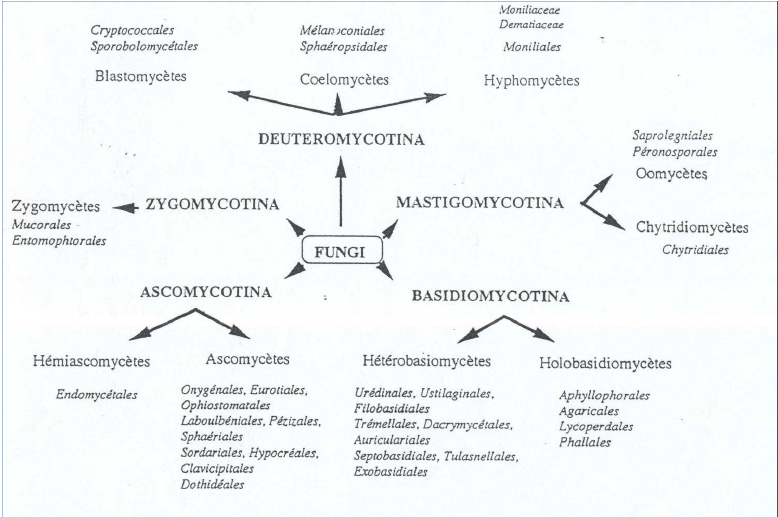 Cryptococcales
Sporobolomycétales
Blastomycètes
Mélanconiales
Sphaéropsidales
Coelomycètes
Moniliaceae
Dematiaceae
Moniliales
Hyphomycètes
DEUTEROMYCOTINA
Saprolegniales
Péronosporales
Oomycètes
Zygomycètes
Mucorales
Entomophtorales
ZYGOMYCOTINA
MASTIGOMYCOTINA
Chytridiomycètes
Chytridiales
FUNGI
ASCOMYCOTINA
BASIDIOMYCOTINA
Hémiascomycètes
Endomycétales
Ascomycètes
Onygénales, Eurotiales,
Ophiostomatales
Laboulbéniales, Pézizales,
Sphaériales
Sordariales, Hypocréales,
Clavicipitales
Dothidéales
Hétérobasiomycètes
Urédinales, Ustilaginales,
Filobasidiales
Trémellales, Dacrymycétales,
Auriculariales
Septobasidiales, Tulasnellales,
Exobasidiales
Holobasidiomycètes
Aphyllophorales
Agaricales
Lycoperdales
Phallales